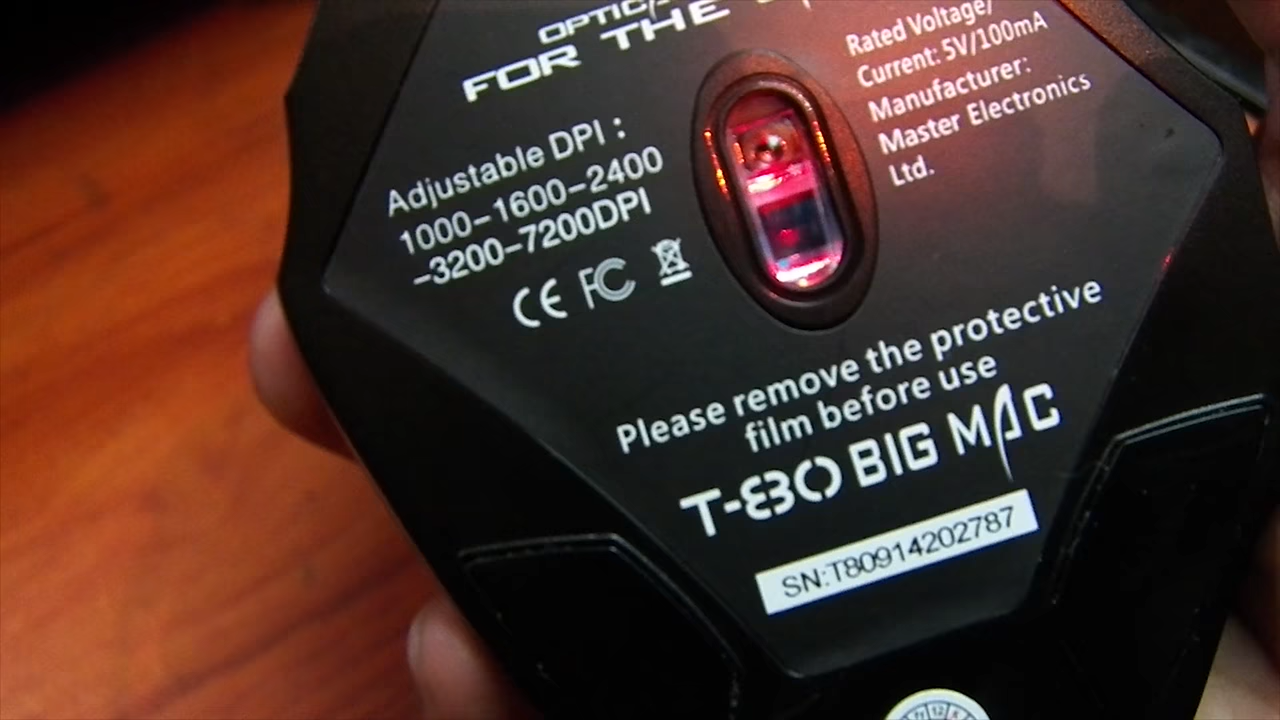 FOR THE
Adjustable DPI :
1000-1600-2400
-3200-7200DPI
CE FC
Rated Voltage/
Current: 5V/100mA
Manufacturer:
Master Electronics
Ltd.
Please remove the protective
film before use
T-80 BIG MAC
SN:T80914202787